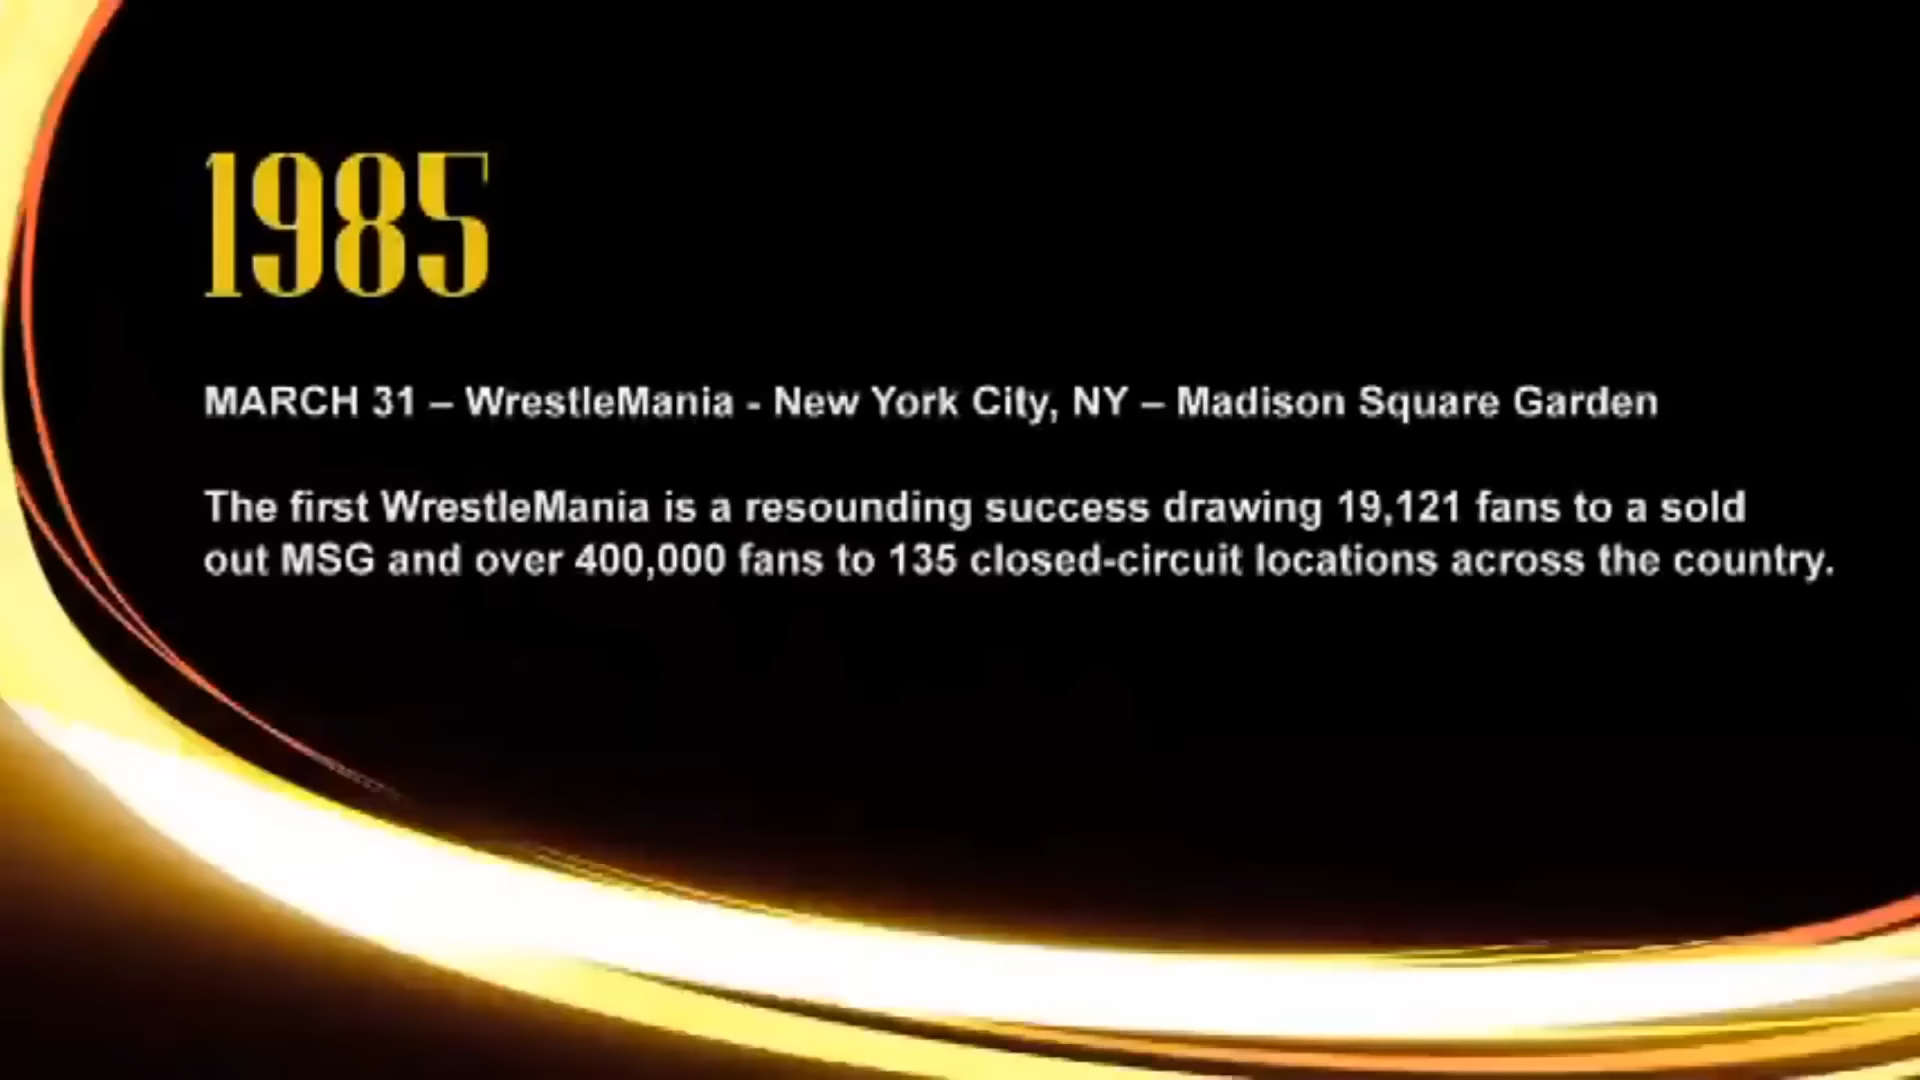 1985
MARCH 31 – WrestleMania - New York City, NY – Madison Square Garden
The first WrestleMania is a resounding success drawing 19,121 fans to a sold
out MSG and over 400,000 fans to 135 closed-circuit locations across the country.